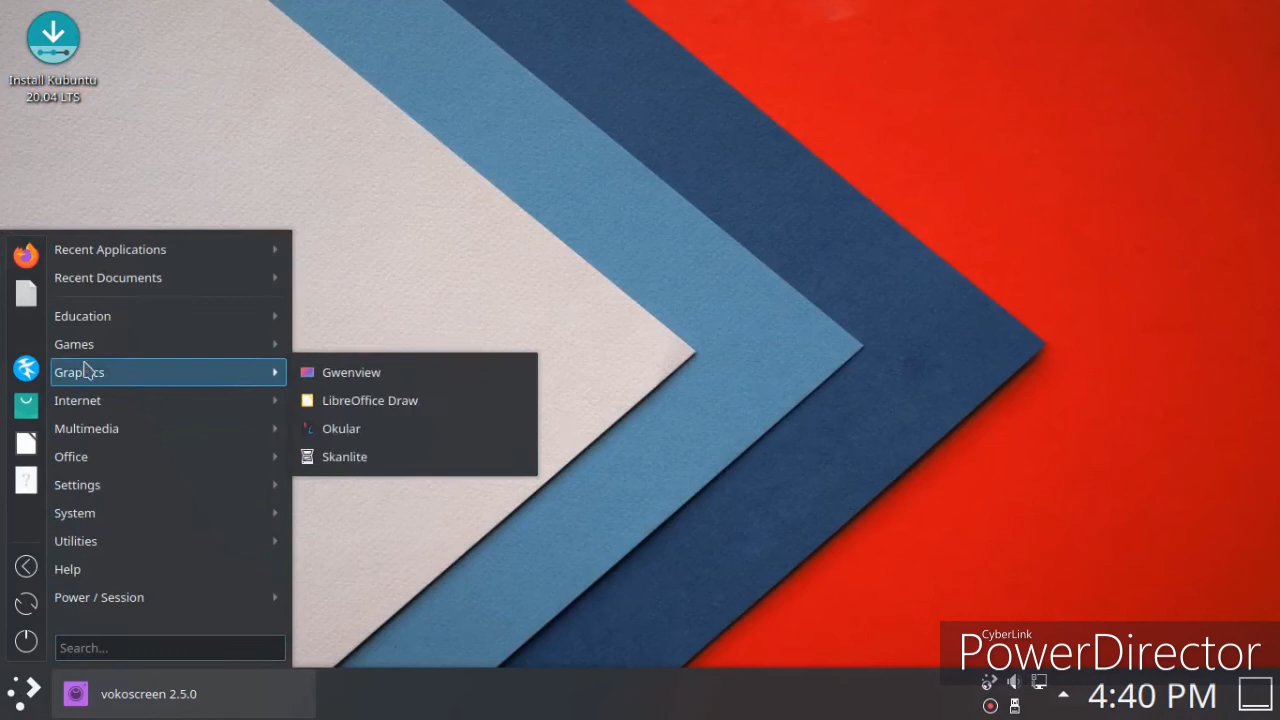 Install Kubuntu
20.04 LTS
Recent Applications
Recent Documents
Education
Games
Graphics
Internet
Multimedia
Office
Settings
System
Utilities
Help
Power / Session
Search...
Gwenview
LibreOffice Draw
Okular
Skanlite
vokoscreen 2.5.0
CyberLink
PowerDirector
4:40 PM